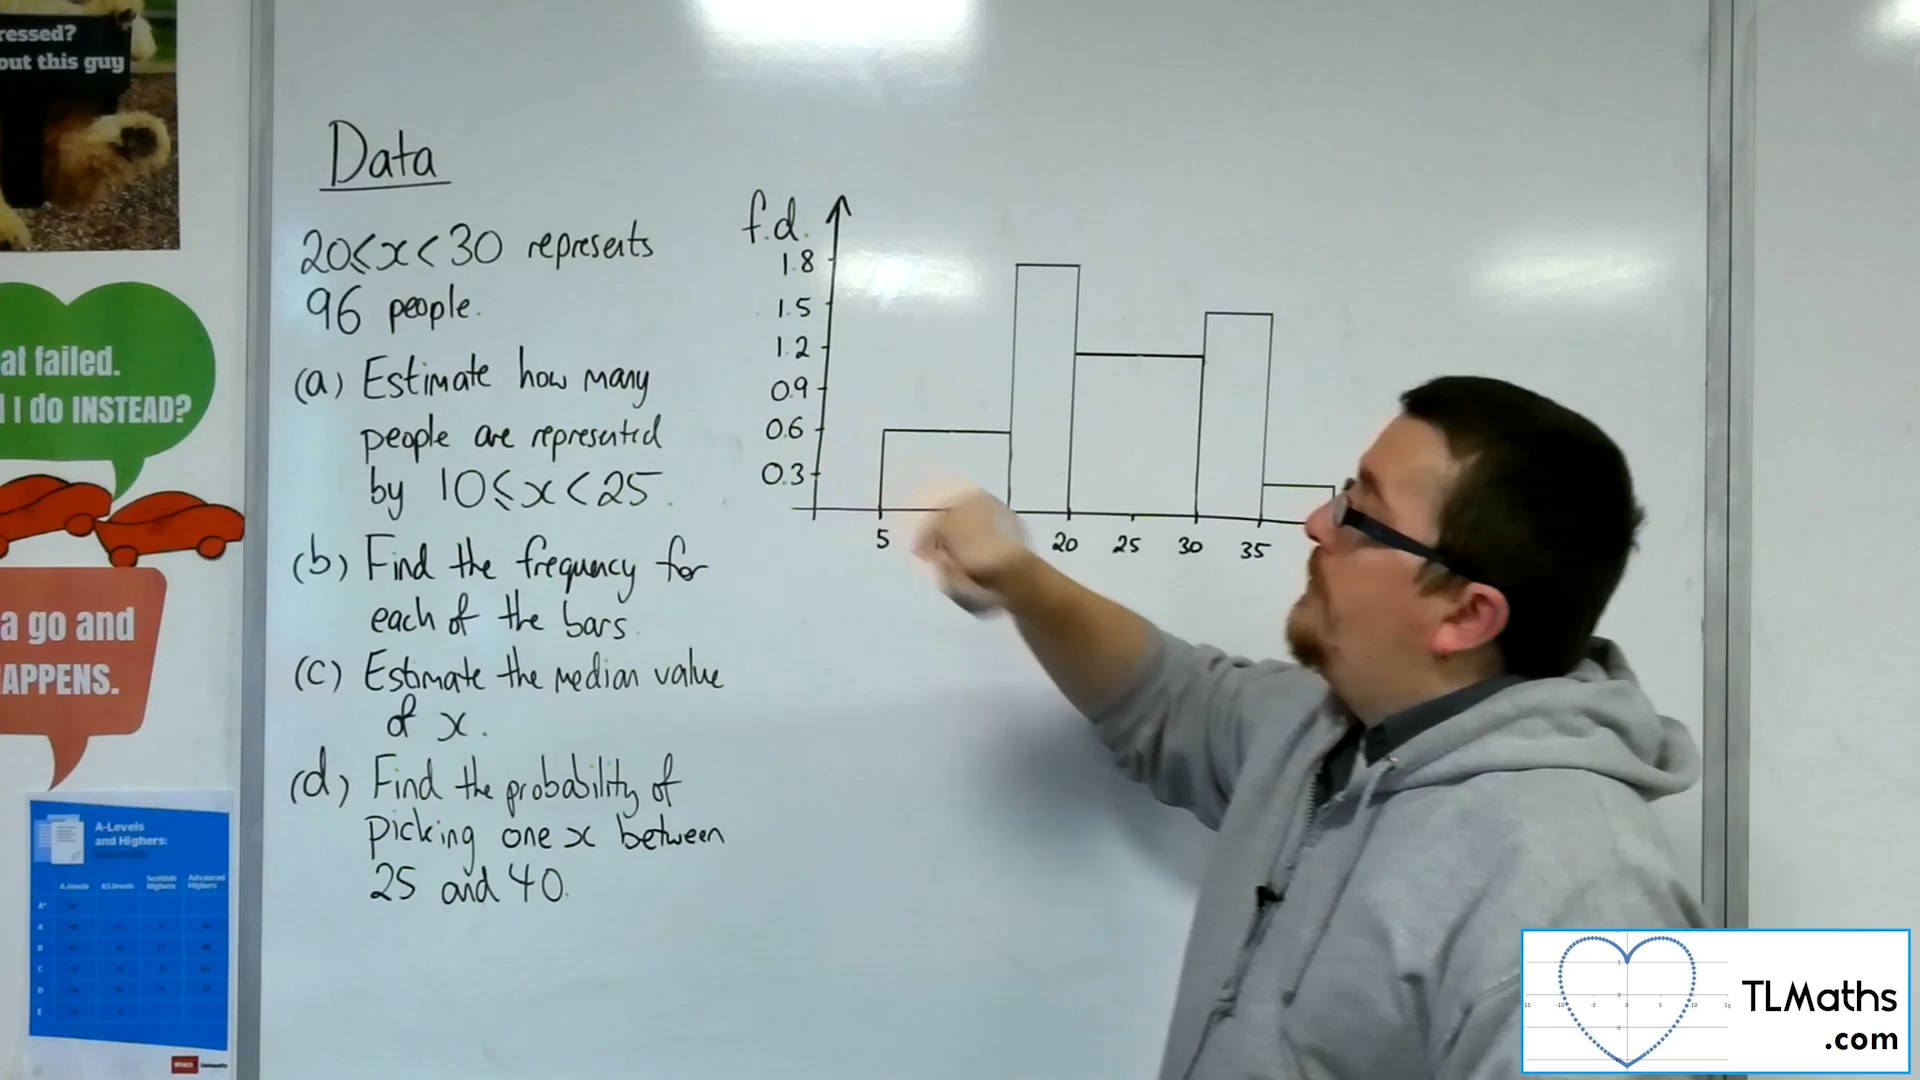 ressed?
out this guy
at failed.
I do INSTEAD?
a go and
APPENS.
A-Levels
and Highers:
Data
20≤x<30 represents
96 people.
(a) Estimate how many
people are represented
by 10≤x<25.
(b) Find the frequency for
each of the bars.
(c) Estimate the median value
of x.
(d) Find the probability of
picking one x between
25 and 40.
f.d.
1.8
1.5
1.2
0.9
0.6
0.3
5 20 25 30 35
TLMaths
.com